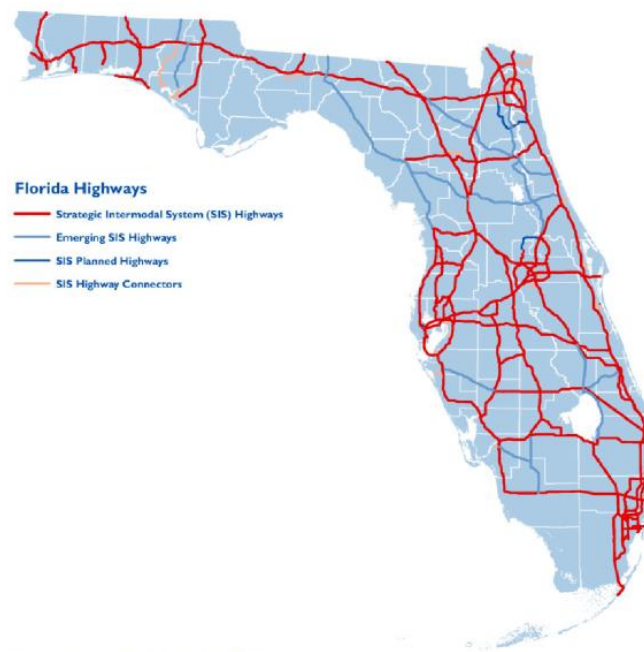 Florida Highways
Strategic Intermodal System (SIS) Highways
Emerging SIS Highways
SIS Planned Highways
SIS Highway Connectors